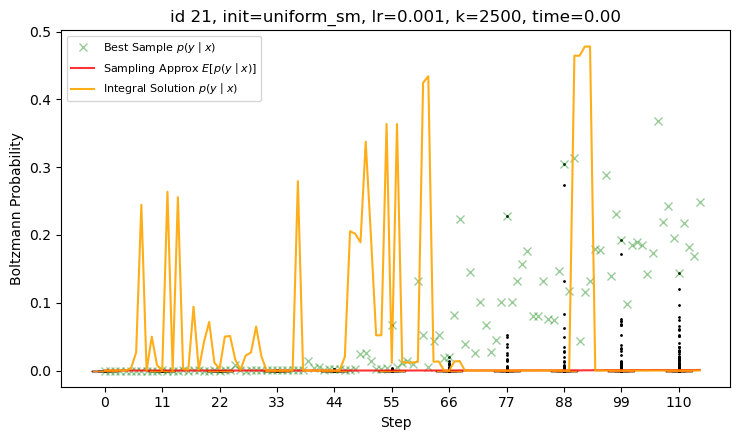 id 21, init=uniform_sm, lr=0.001, k=2500, time=0.00
Best Sample p(y | x)
Sampling Approx E[p(y | x)]
Integral Solution p(y | x)
Boltzmann Probability
0.5
0.4
0.3
0.2
0.1
0.0
0 11 22 33 44 55 66 77 88 99 110
Step